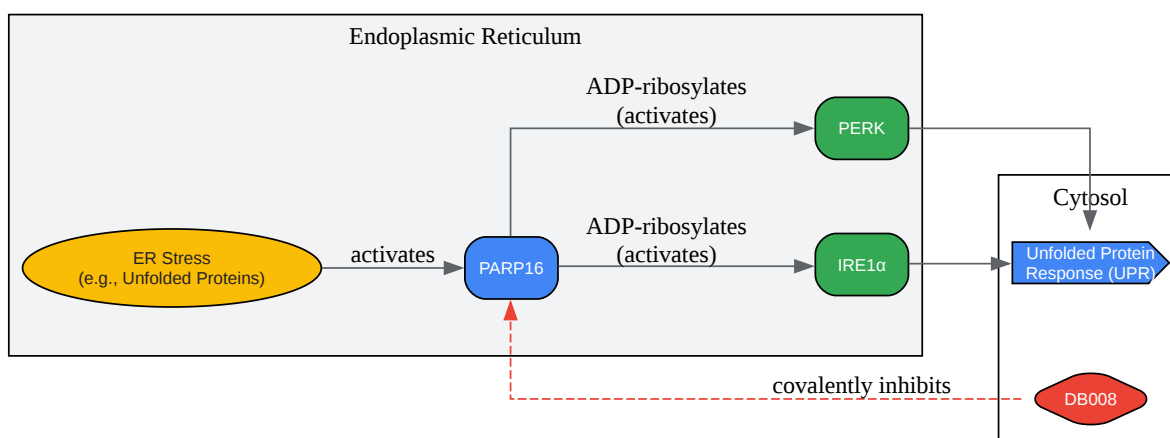 Endoplasmic Reticulum
ADP-ribosylates
(activates)
PERK
Cytosol
ER Stress
(e.g., Unfolded Proteins)
activates
PARP16
ADP-ribosylates
(activates)
IRE1α
Unfolded Protein
Response (UPR)
covalently inhibits
DB008